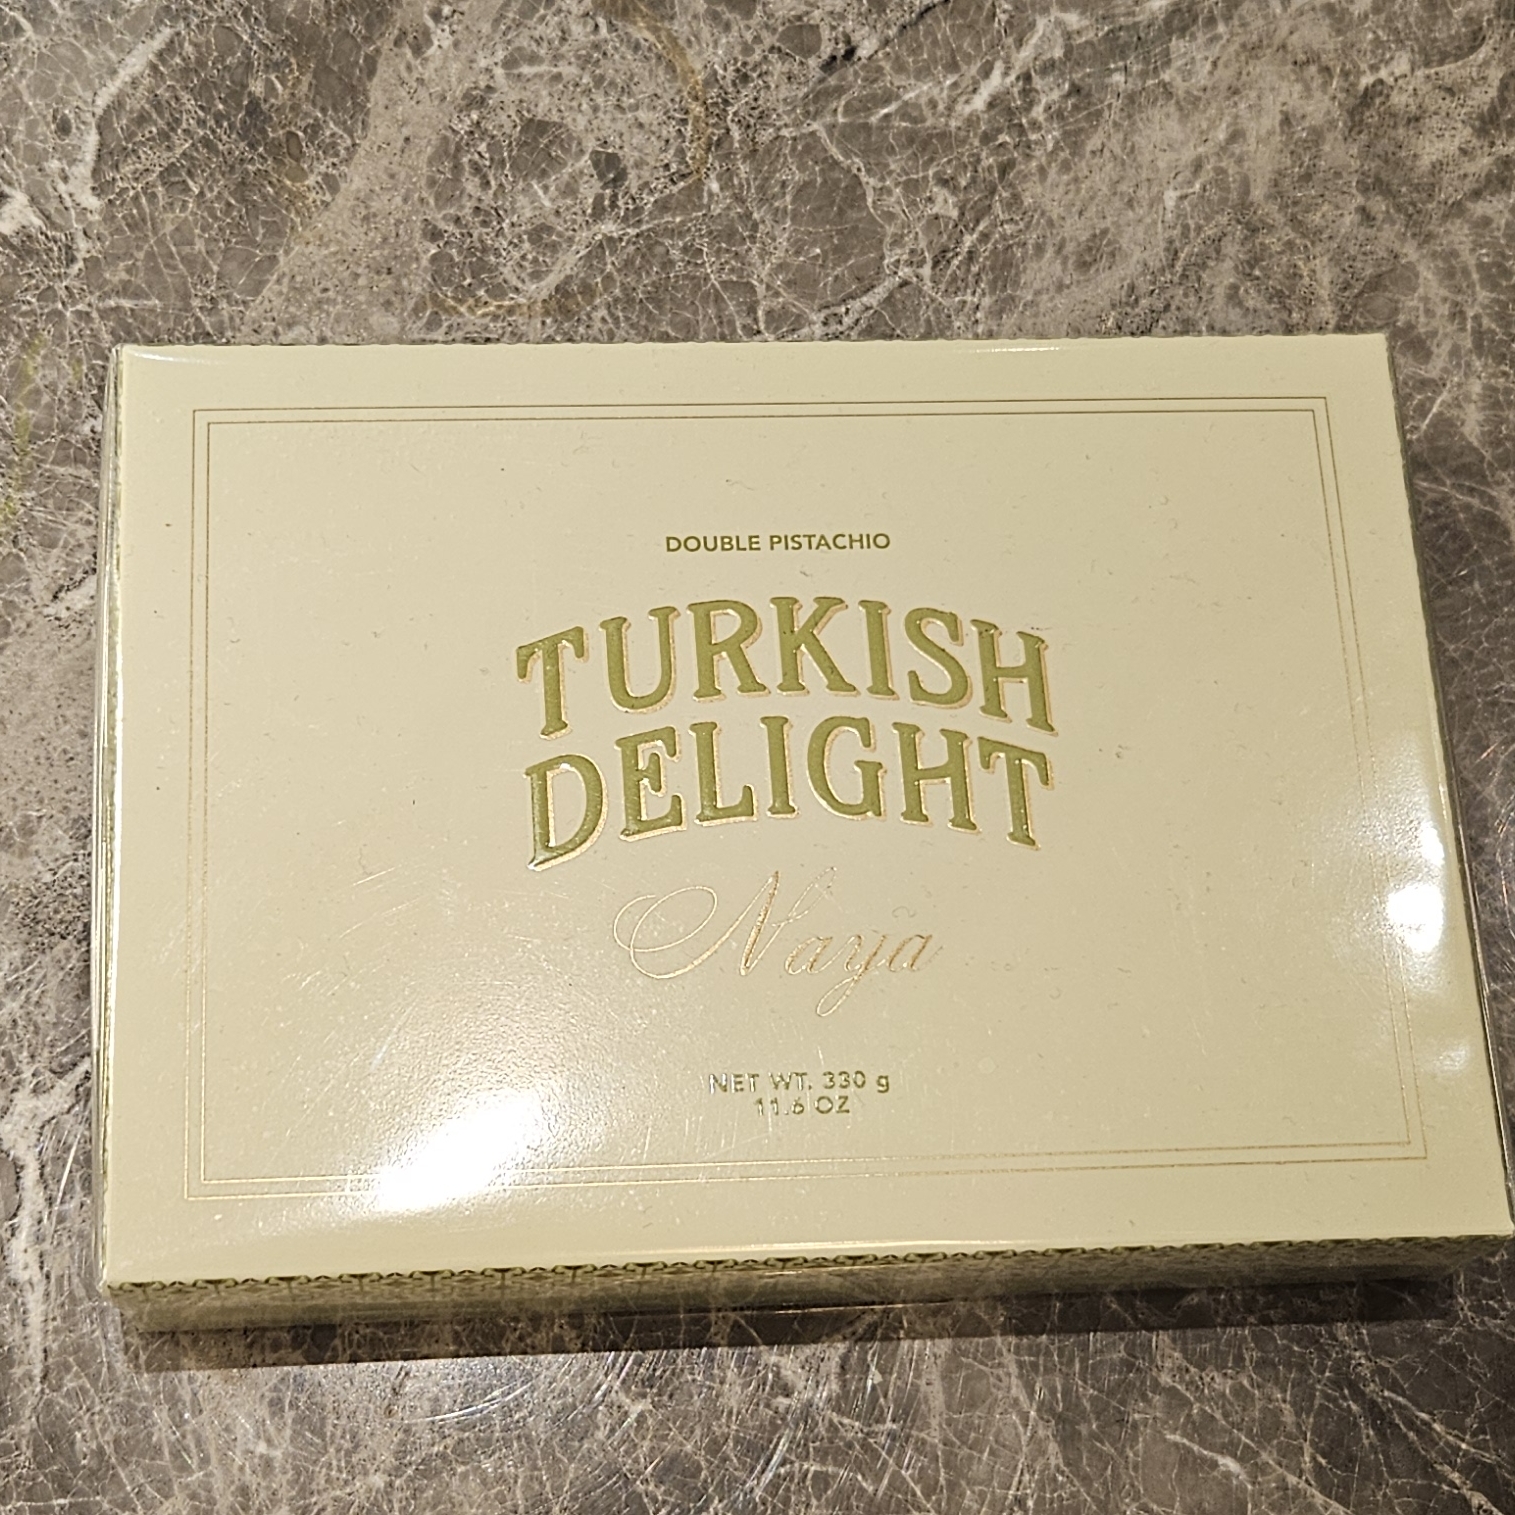 DOUBLE PISTACHIO
TURKISH
DELIGHT
Naya
NET WT. 330 g
11.6 OZ